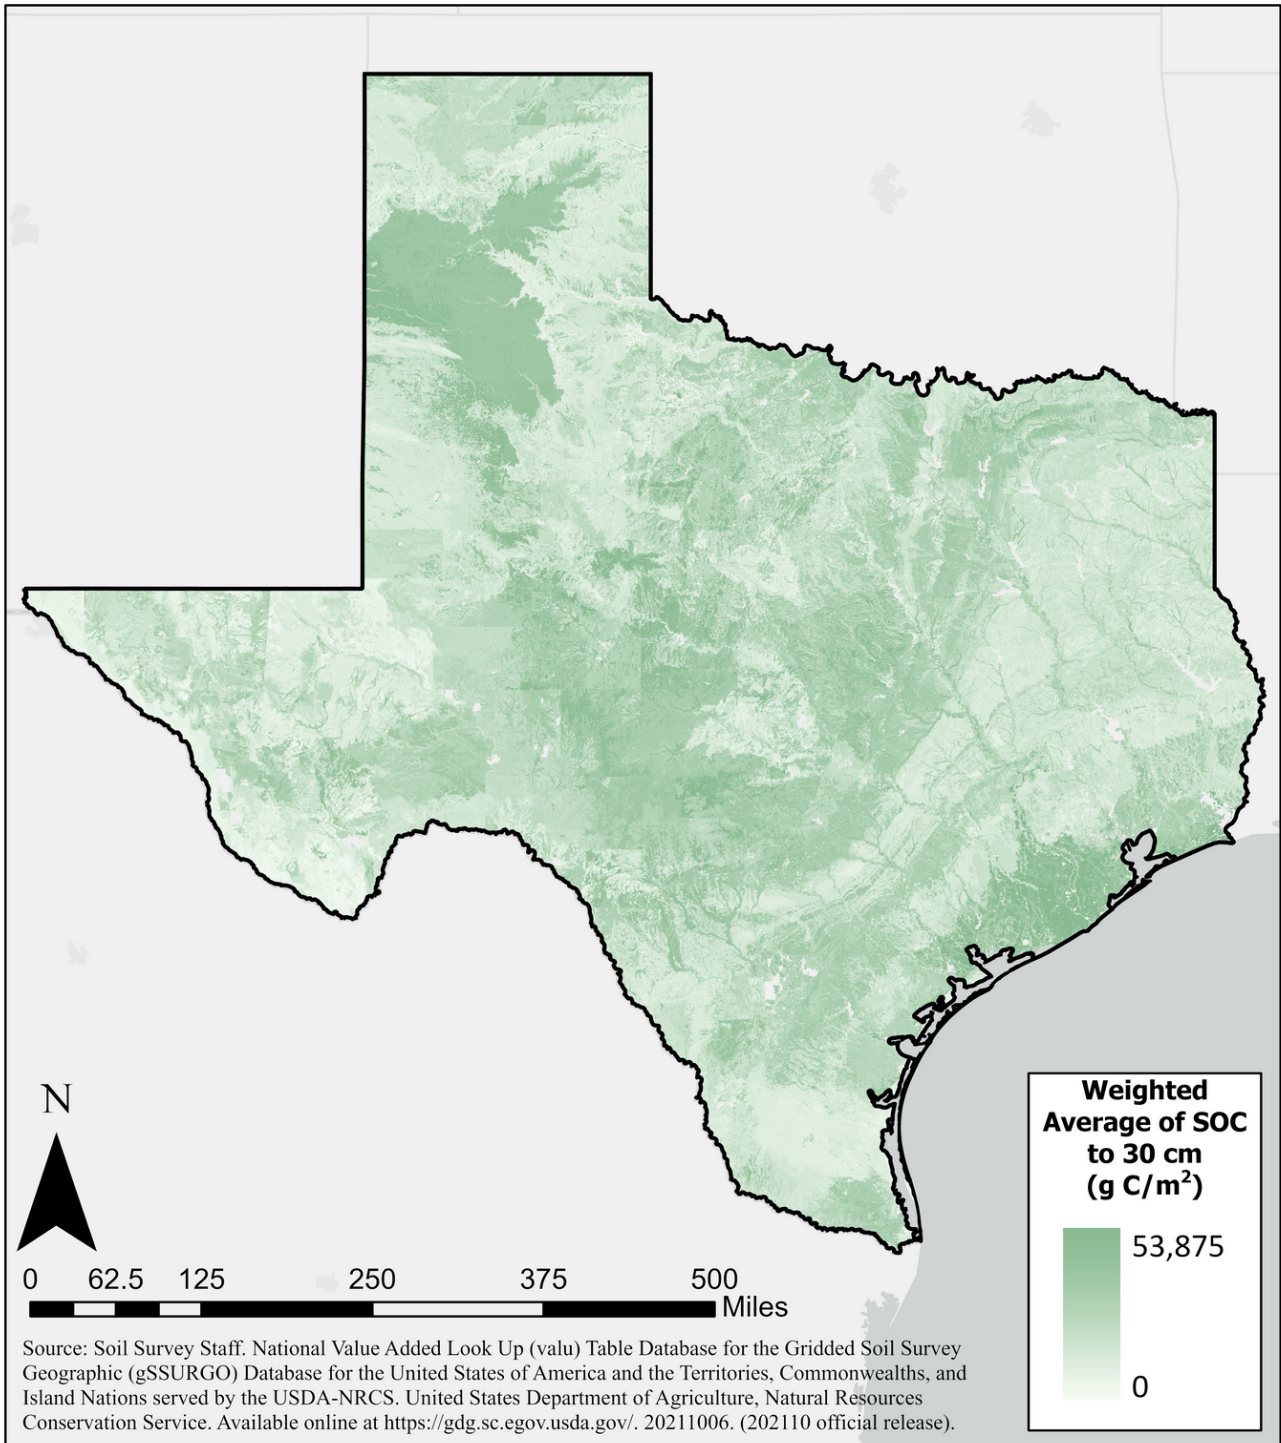 N
0 62.5 125 250 375 500
Miles
Source: Soil Survey Staff. National Value Added Look Up (valu) Table Database for the Gridded Soil Survey
Geographic (gSSURGO) Database for the United States of America and the Territories, Commonwealths, and
Island Nations served by the USDA-NRCS. United States Department of Agriculture, Natural Resources
Conservation Service. Available online at https://gdg.sc.egov.usda.gov/. 20211006. (202110 official release).
Weighted
Average of SOC
to 30 cm
(g C/m²)
53,875
0